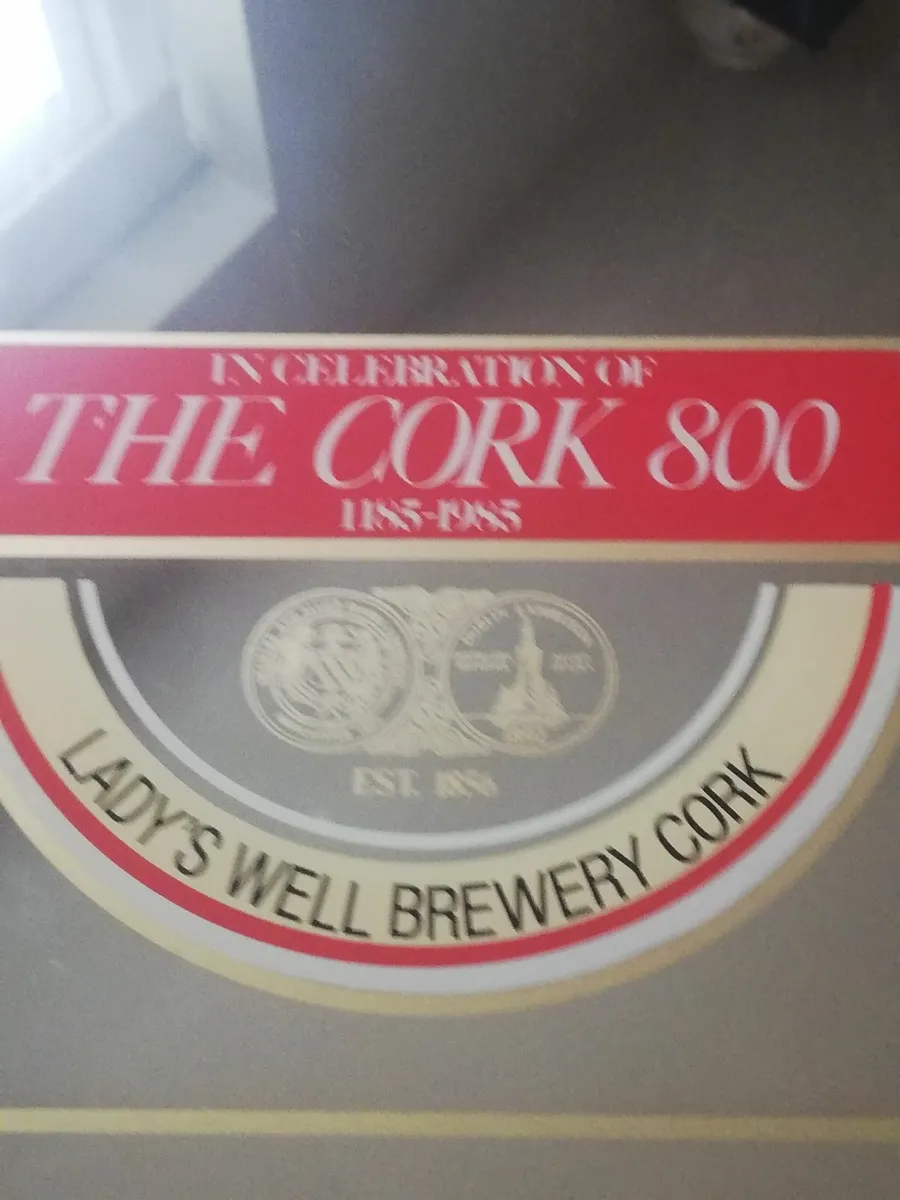 IN CELEBRATION OF
THE CORK 800
1185-1985
EST. 1856
LADY'S WELL BREWERY CORK